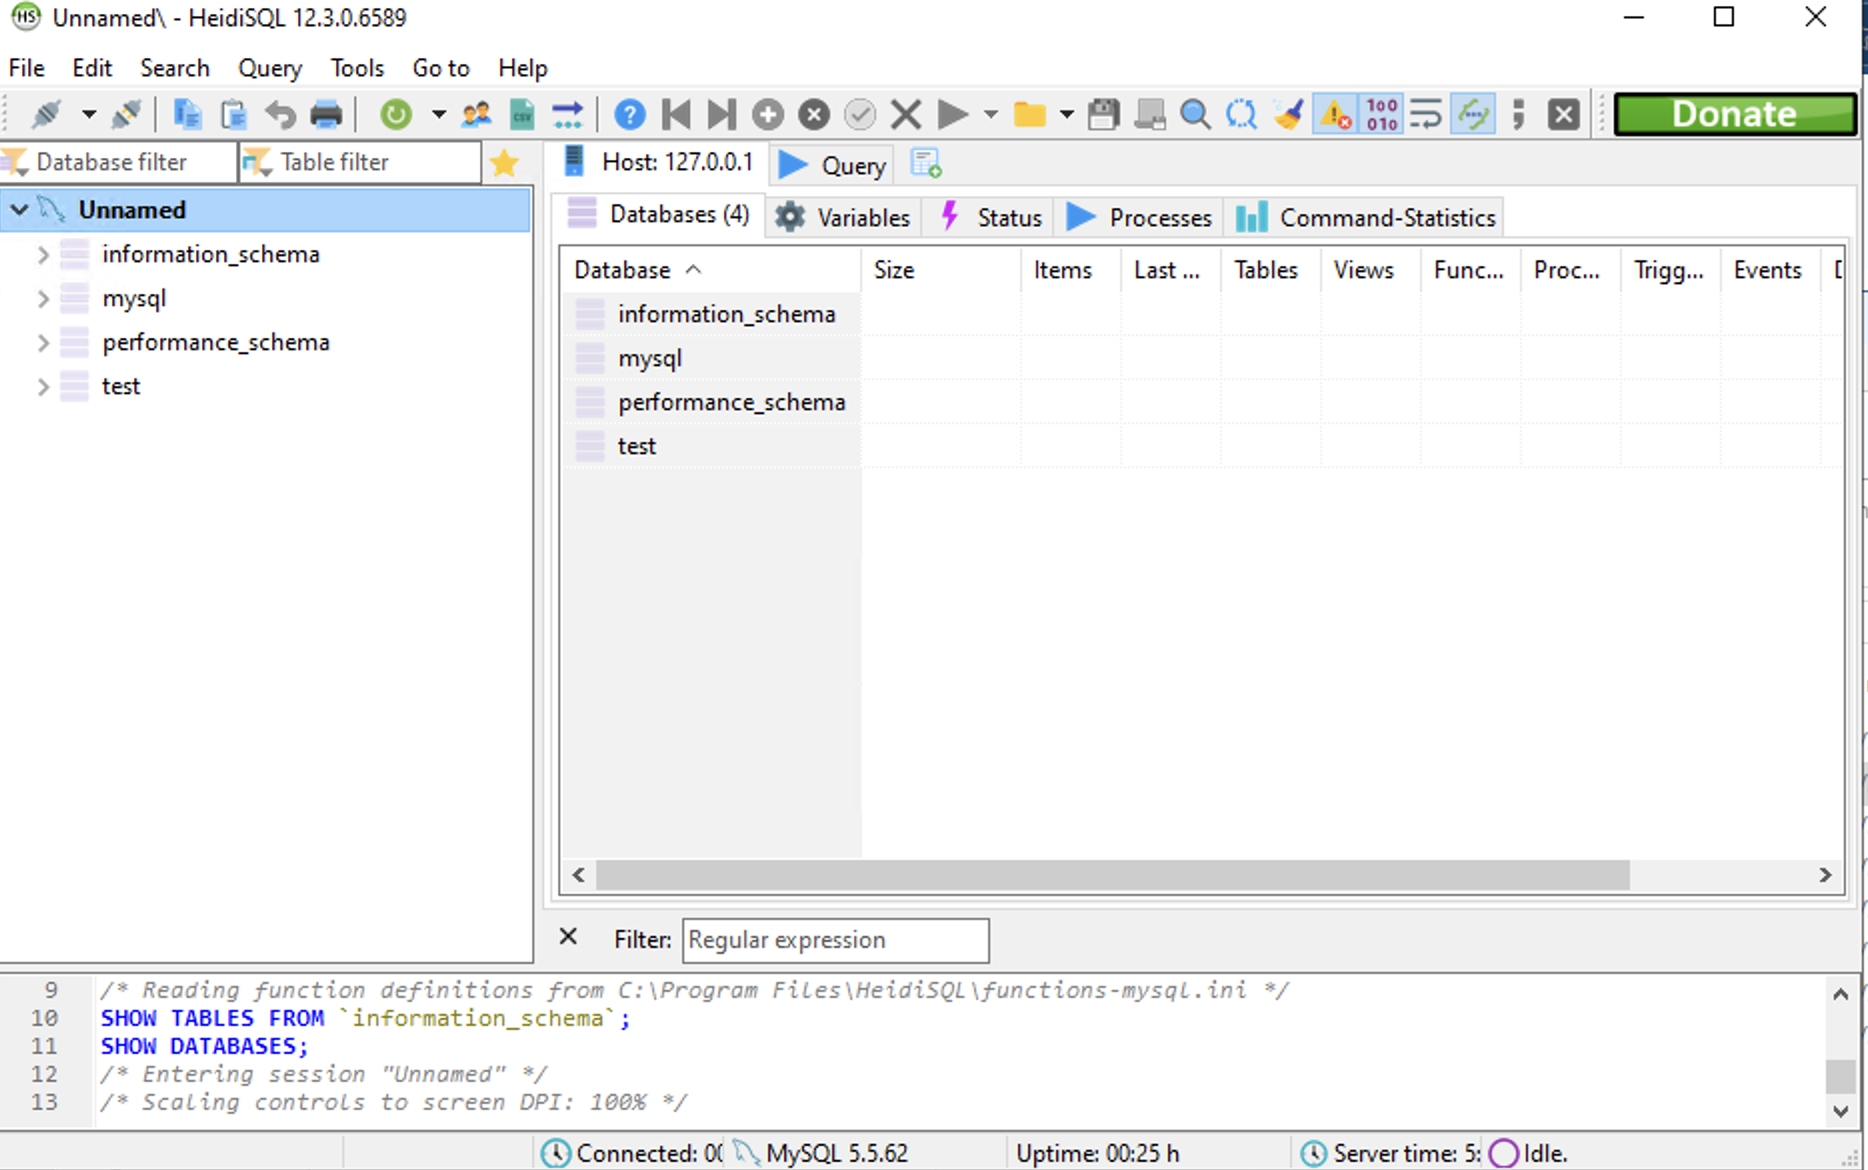 Unnamed\ - HeidiSQL 12.3.0.6589
File Edit Search Query Tools Go to Help
Donate
Database filter Table filter
Host: 127.0.0.1 Query
Unnamed
information_schema
mysql
performance_schema
test
Databases (4) Variables Status Processes Command-Statistics
Database Size Items Last ... Tables Views Func... Proc... Trigg... Events
information_schema
mysql
performance_schema
test
Filter: Regular expression
9 /* Reading function definitions from C:\Program Files\HeidiSQL\functions-mysql.ini */
10 SHOW TABLES FROM `information_schema`;
11 SHOW DATABASES;
12 /* Entering session "Unnamed" */
13 /* Scaling controls to screen DPI: 100% */
Connected: 00 MySQL 5.5.62 Uptime: 00:25 h Server time: 5: Idle.